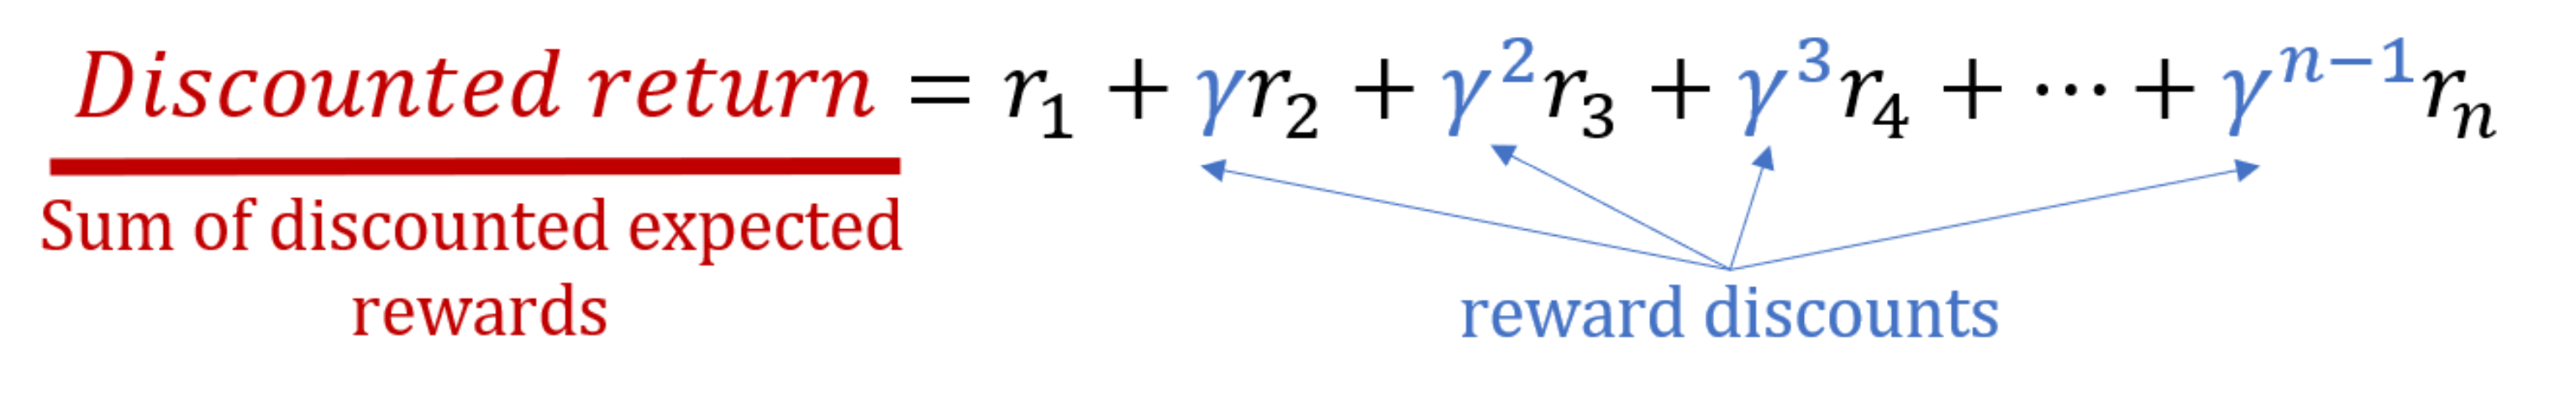 Discounted return = r₁ + γr₂ + γ²r₃ + γ³r₄ + ⋯ + γⁿ⁻¹rₙ
Sum of discounted expected
rewards
reward discounts